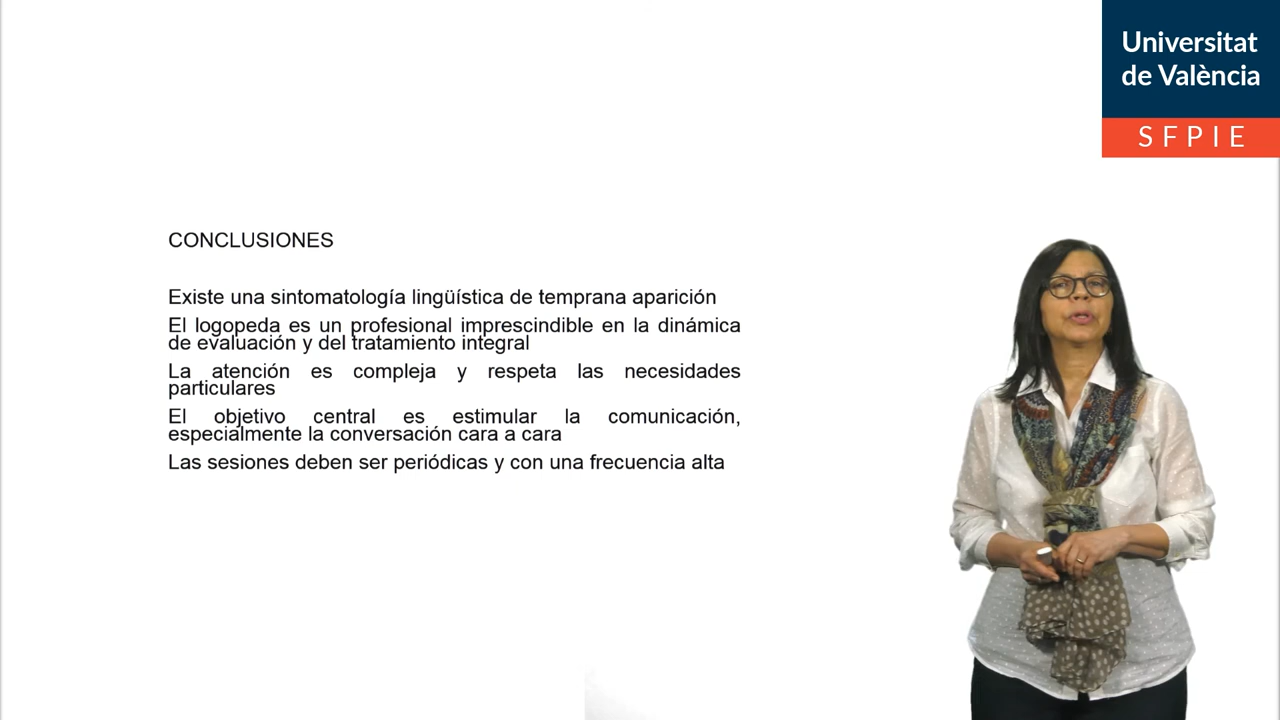 Universitat
de València
SFPIE
CONCLUSIONES
Existe una sintomatología lingüística de temprana aparición
El logopeda es un profesional imprescindible en la dinámica
de evaluación y del tratamiento integral
La atención es compleja y respeta las necesidades
particulares
El objetivo central es estimular la comunicación,
especialmente la conversación cara a cara
Las sesiones deben ser periódicas y con una frecuencia alta